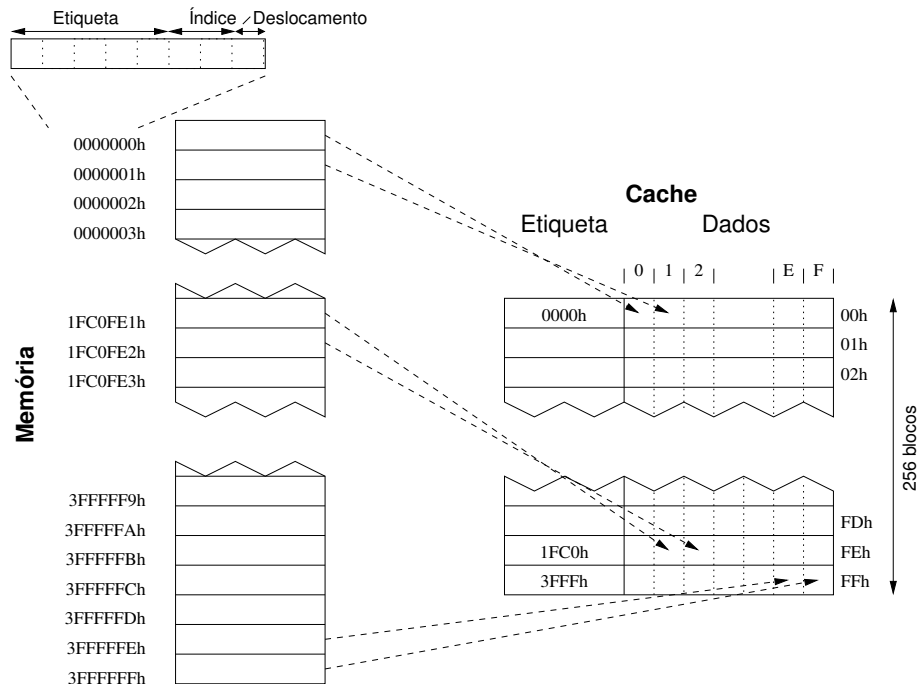 Etiqueta Índice Deslocamento
0000000h
0000001h
0000002h
0000003h
1FC0FE1h
1FC0FE2h
1FC0FE3h
Memória
3FFFFF9h
3FFFFFAh
3FFFFFBh
3FFFFFCh
3FFFFFDh
3FFFFFEh
3FFFFFFh
Cache
Etiqueta Dados
0 1 2 E F
0000h 00h
01h
02h
FDh
1FC0h FEh
3FFFh FFh
256 blocos